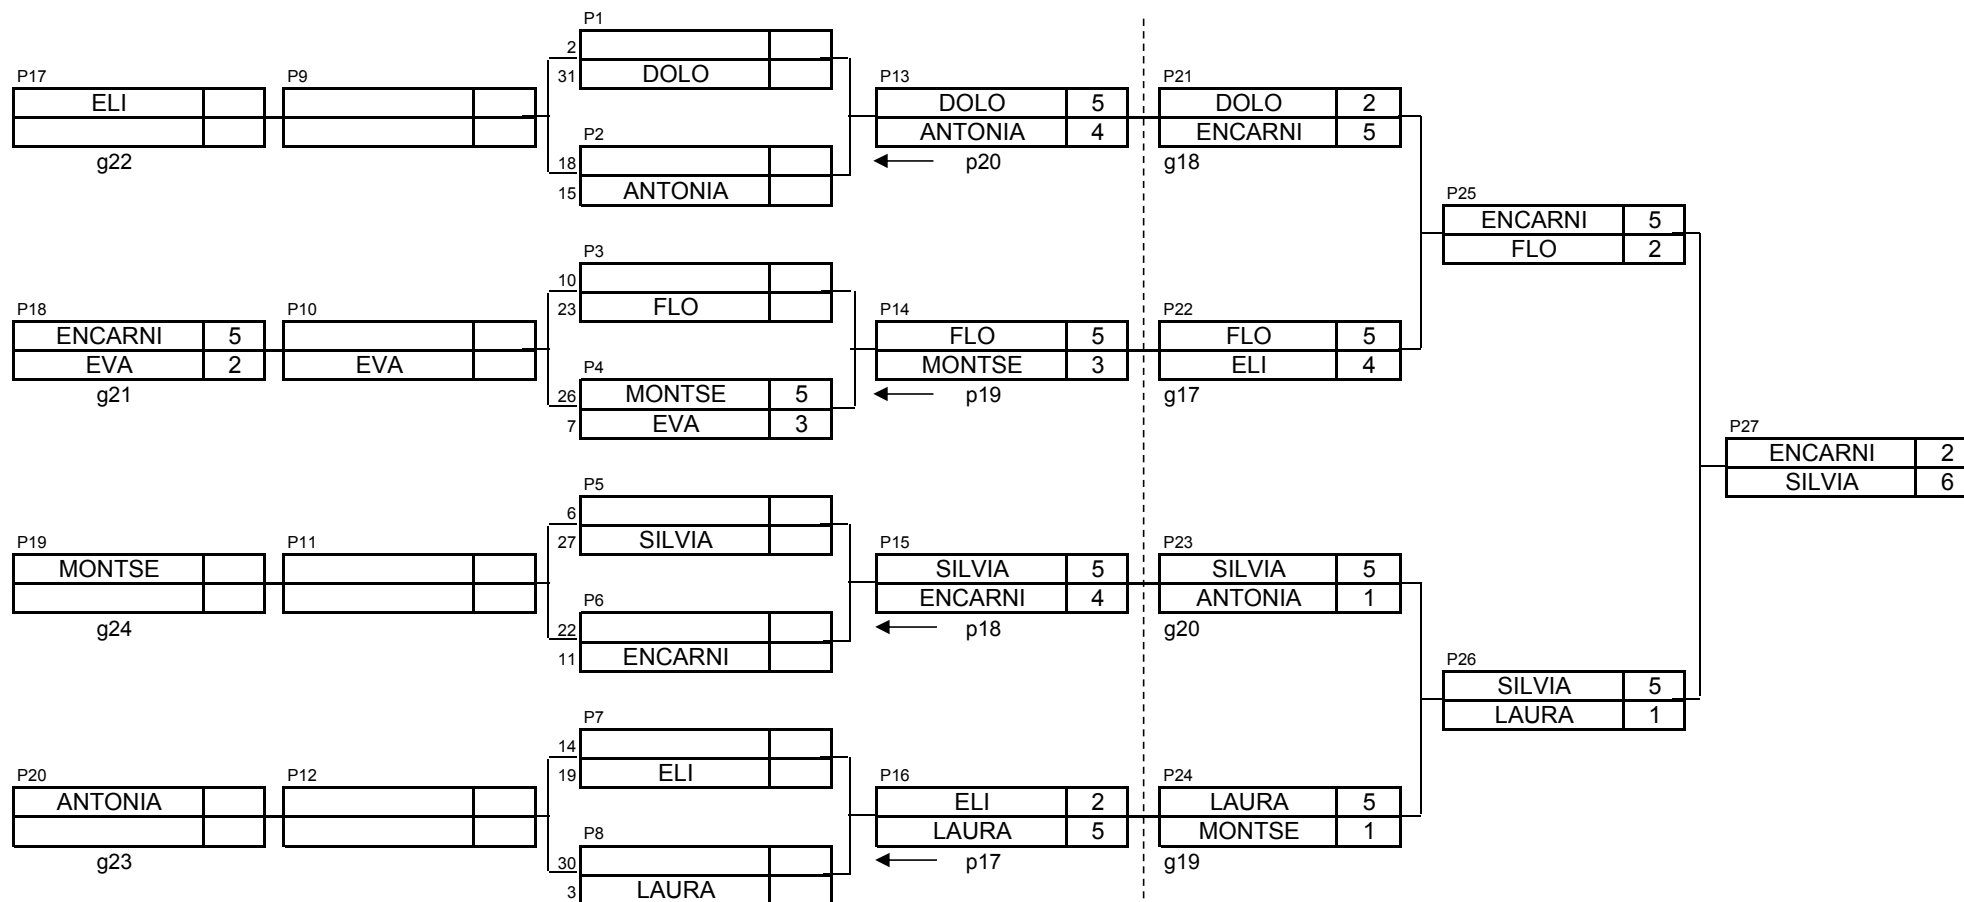 P1
2
31 DOLO
P17 P9 P13 P21
ELI DOLO 5 DOLO 2
P2 ANTONIA 4 ENCARNI 5
g22 18 p20 g18
15 ANTONIA
P25
ENCARNI 5
P3 FLO 2
10
23 FLO
P18 P10 P14 P22
ENCARNI 5 FLO 5 FLO 5
EVA 2 EVA P4 MONTSE 3 ELI 4
g21 26 MONTSE 5 p19 g17
7 EVA 3
P27
ENCARNI 2
SILVIA 6
P5
6
27 SILVIA
P19 P11 P15 P23
MONTSE SILVIA 5 SILVIA 5
P6 ENCARNI 4 ANTONIA 1
g24 22 p18 g20
11 ENCARNI
P26
SILVIA 5
P7 LAURA 1
14
19 ELI
P20 P12 P16 P24
ANTONIA ELI 2 LAURA 5
P8 LAURA 5 MONTSE 1
g23 30 p17 g19
3 LAURA